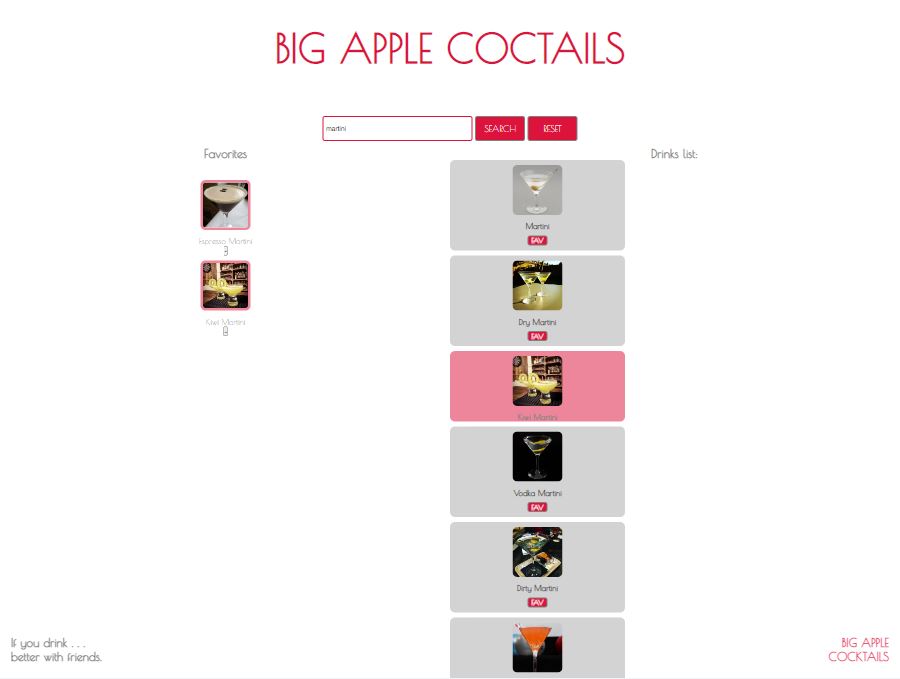 BIG APPLE COCTAILS
martini
SEARCH
RESET
Favorites
Drinks list:
Espresso Martini
Kiwi Martini
Martini
FAV
Dry Martini
FAV
Kiwi Martini
Vodka Martini
FAV
Dirty Martini
FAV
If you drink . . .
better with friends.
BIG APPLE
COCKTAILS